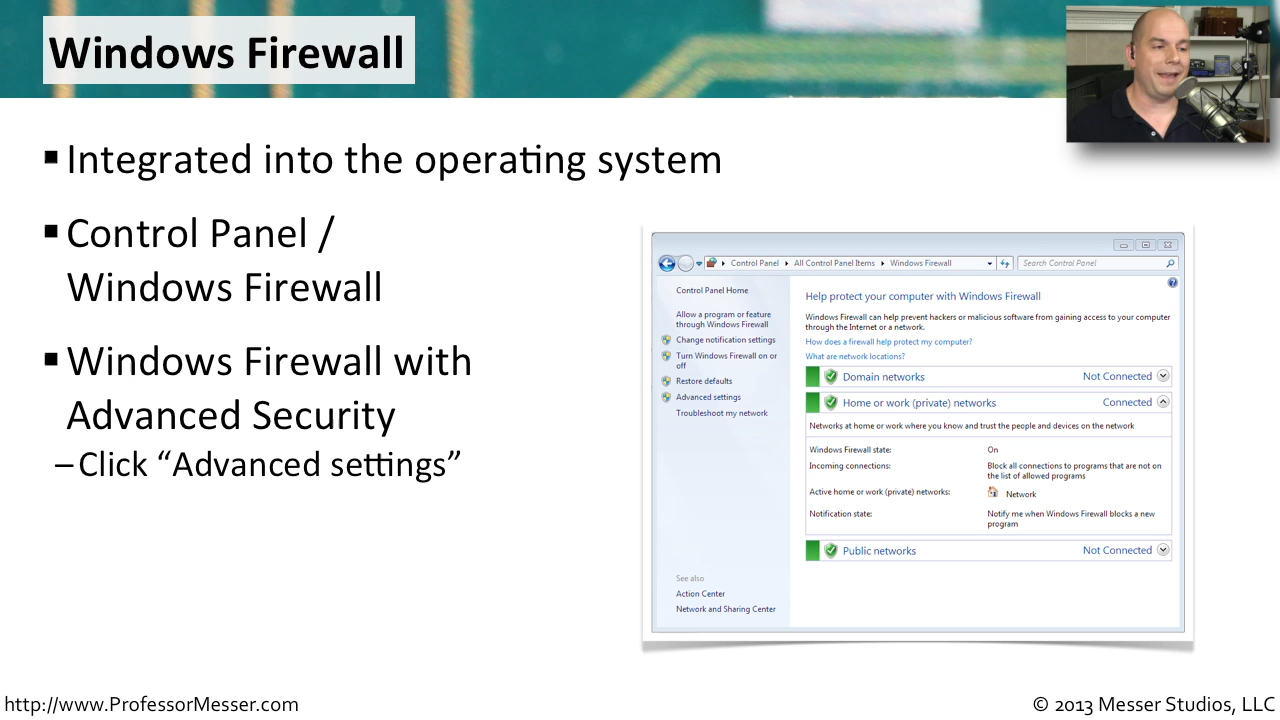 Windows Firewall
▪ Integrated into the operating system
▪ Control Panel /
Windows Firewall
▪ Windows Firewall with
Advanced Security
– Click “Advanced settings”
Control Panel ▸ All Control Panel Items ▸ Windows Firewall
Search Control Panel
Control Panel Home
Allow a program or feature
through Windows Firewall
Change notification settings
Turn Windows Firewall on or
off
Restore defaults
Advanced settings
Troubleshoot my network
See also
Action Center
Network and Sharing Center
Help protect your computer with Windows Firewall
Windows Firewall can help prevent hackers or malicious software from gaining access to your computer
through the Internet or a network.
How does a firewall help protect my computer?
What are network locations?
Domain networks Not Connected
Home or work (private) networks Connected
Networks at home or work where you know and trust the people and devices on the network
Windows Firewall state: On
Incoming connections: Block all connections to programs that are not on
the list of allowed programs
Active home or work (private) networks: Network
Notification state: Notify me when Windows Firewall blocks a new
program
Public networks Not Connected
http://www.ProfessorMesser.com
© 2013 Messer Studios, LLC